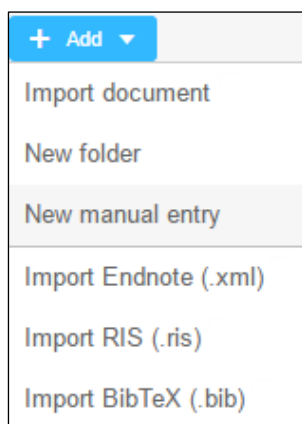 + Add
Import document
New folder
New manual entry
Import Endnote (.xml)
Import RIS (.ris)
Import BibTeX (.bib)